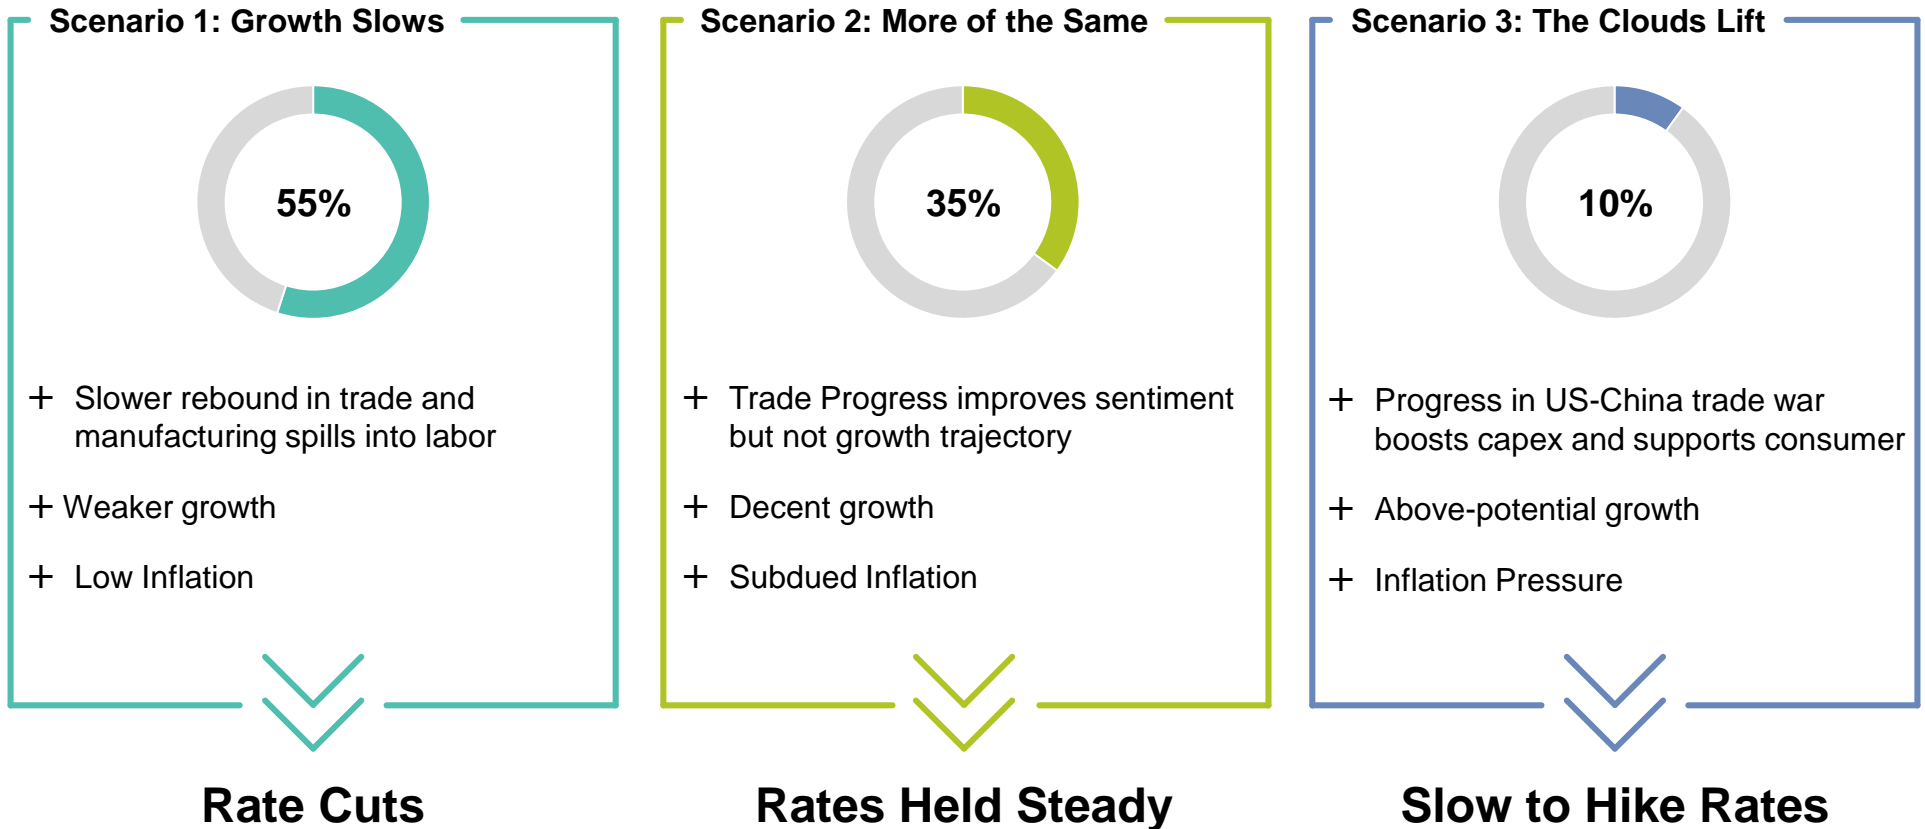 Scenario 1: Growth Slows
55%
+ Slower rebound in trade and
manufacturing spills into labor
+ Weaker growth
+ Low Inflation
Rate Cuts
Scenario 2: More of the Same
35%
+ Trade Progress improves sentiment
but not growth trajectory
+ Decent growth
+ Subdued Inflation
Rates Held Steady
Scenario 3: The Clouds Lift
10%
+ Progress in US-China trade war
boosts capex and supports consumer
+ Above-potential growth
+ Inflation Pressure
Slow to Hike Rates